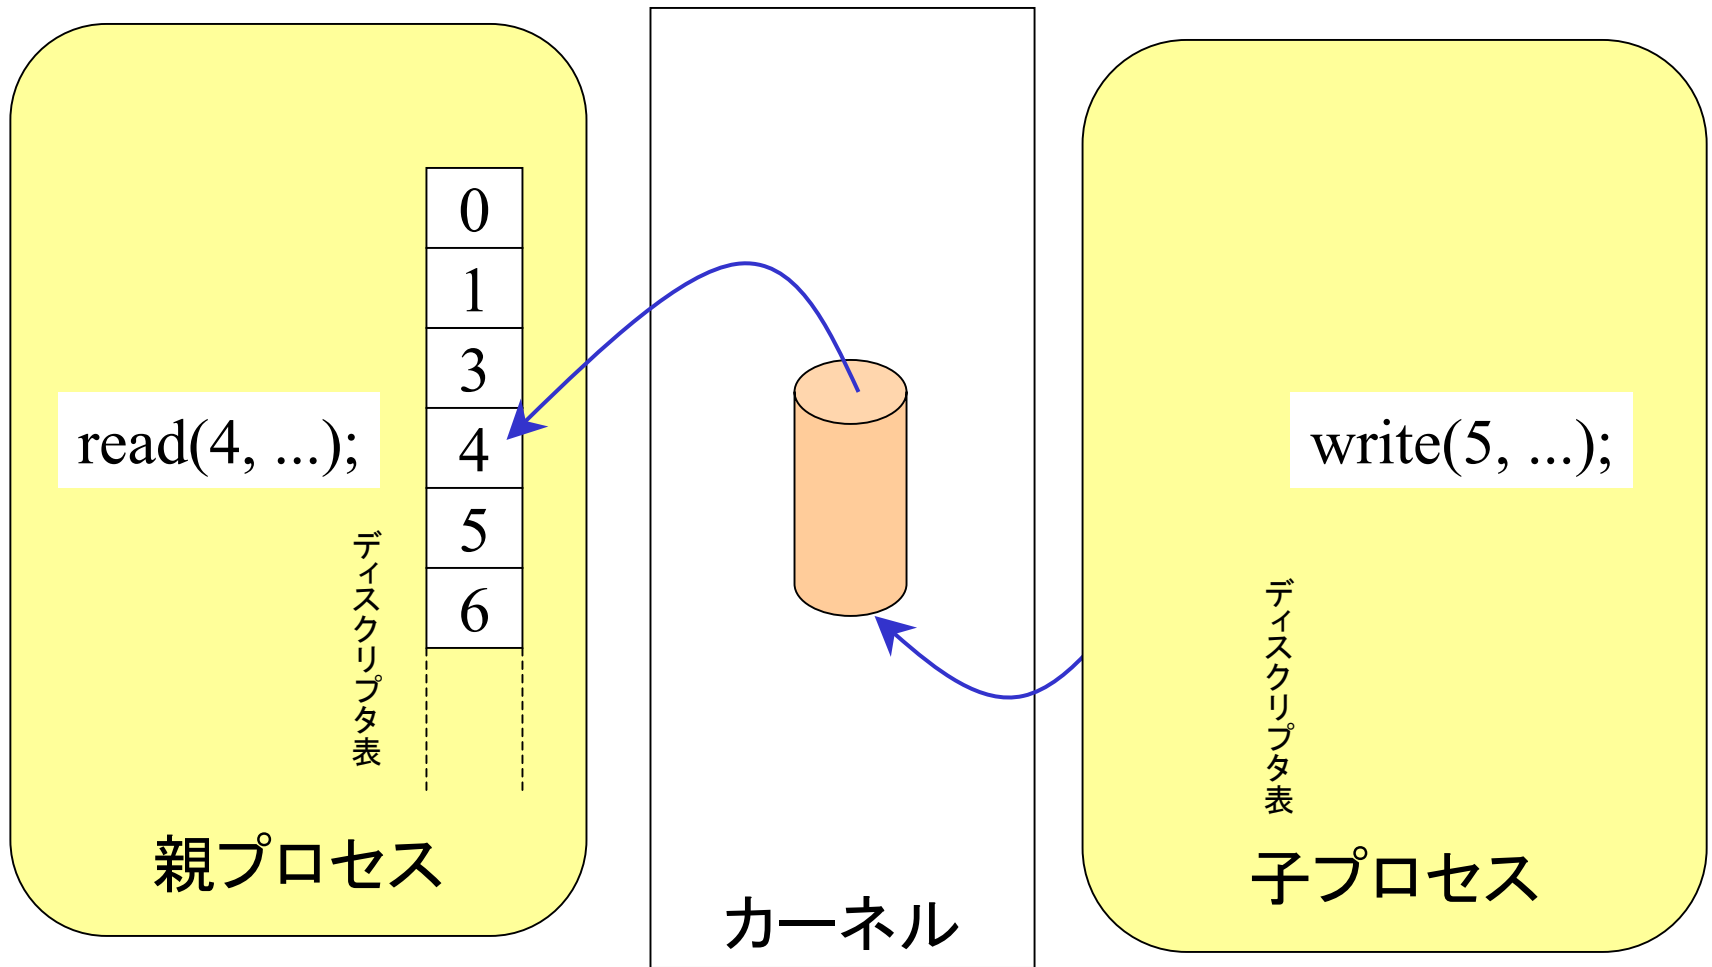 0
1
3
4
5
6
read(4, ...);
ディスクリプタ表
親プロセス
カーネル
write(5, ...);
ディスクリプタ表
子プロセス